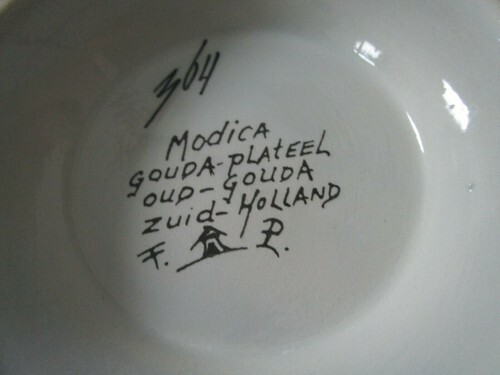 364
Modica
GOUDA-PLATEEL
OUD-GOUDA
Zuid-HOLLAND
F. P.